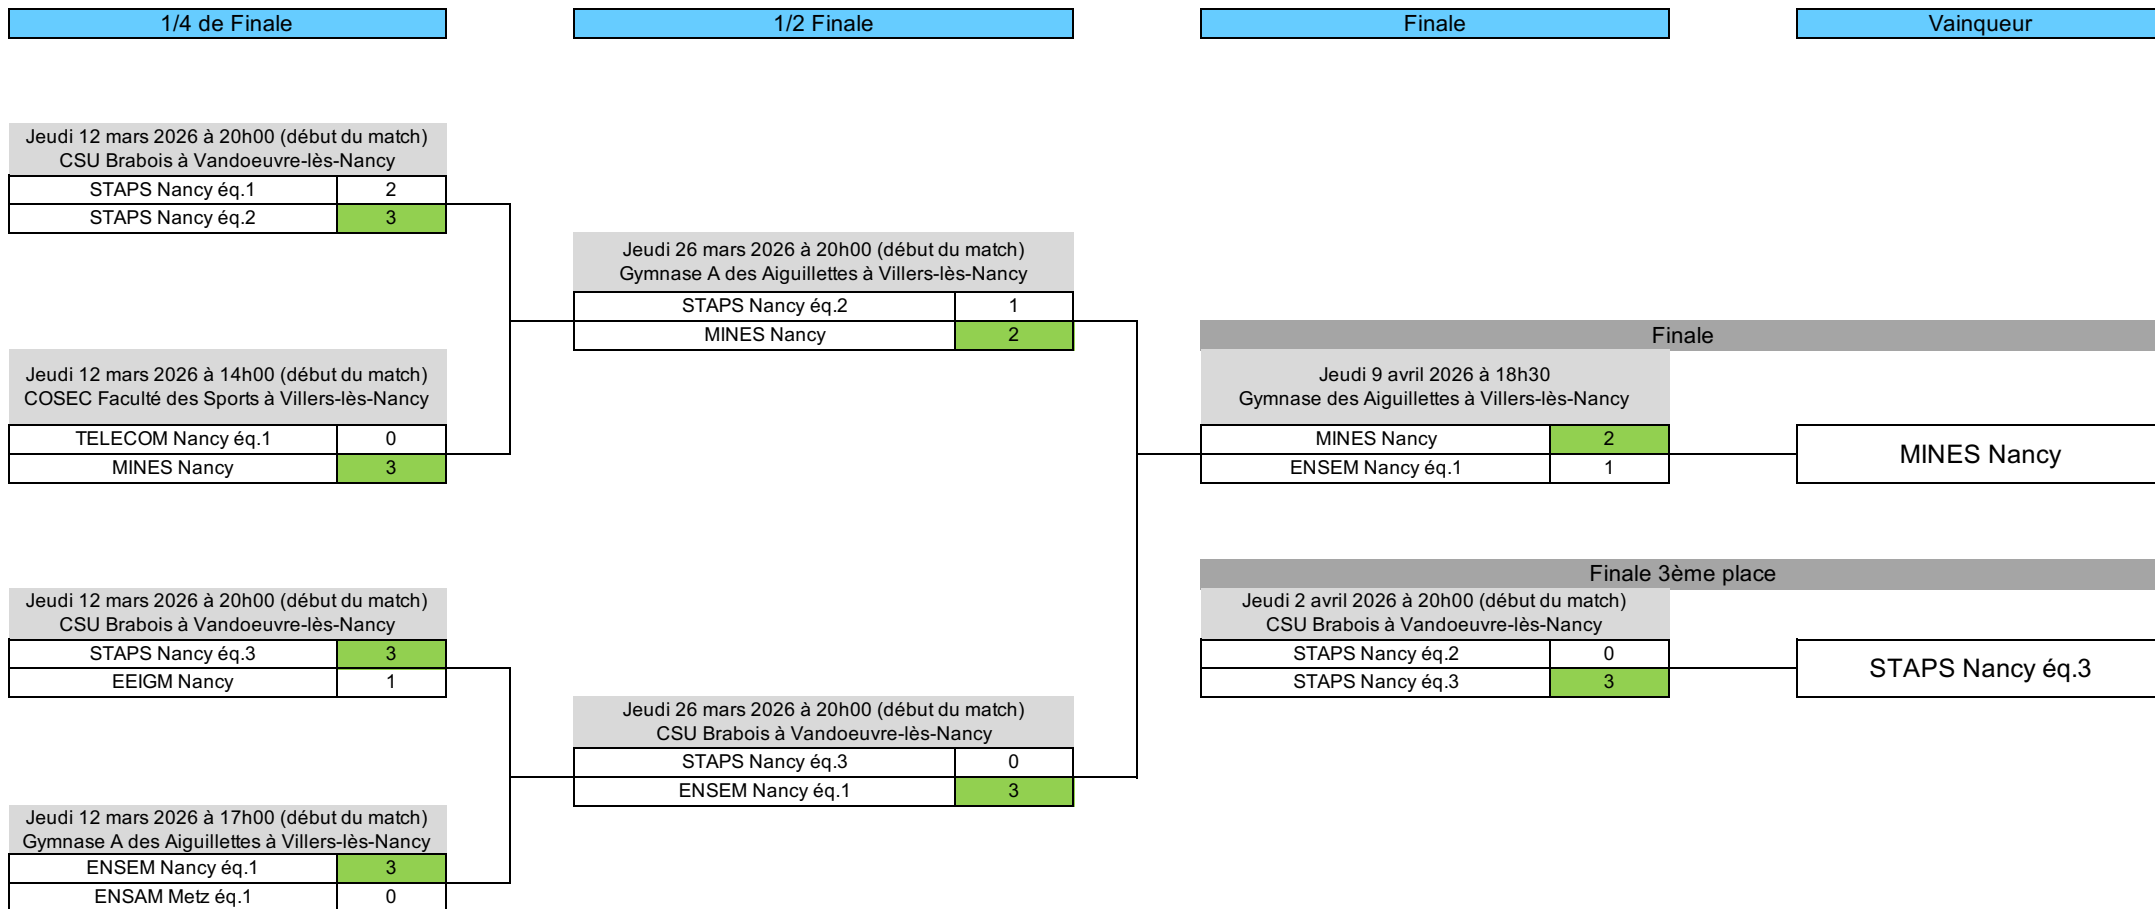 1/4 de Finale
1/2 Finale
Finale
Vainqueur
Jeudi 12 mars 2026 à 20h00 (début du match)
CSU Brabois à Vandoeuvre-lès-Nancy
STAPS Nancy éq.1 2
STAPS Nancy éq.2 3
Jeudi 12 mars 2026 à 14h00 (début du match)
COSEC Faculté des Sports à Villers-lès-Nancy
TELECOM Nancy éq.1 0
MINES Nancy 3
Jeudi 12 mars 2026 à 20h00 (début du match)
CSU Brabois à Vandoeuvre-lès-Nancy
STAPS Nancy éq.3 3
EEIGM Nancy 1
Jeudi 12 mars 2026 à 17h00 (début du match)
Gymnase A des Aiguillettes à Villers-lès-Nancy
ENSEM Nancy éq.1 3
ENSAM Metz éq.1 0
Jeudi 26 mars 2026 à 20h00 (début du match)
Gymnase A des Aiguillettes à Villers-lès-Nancy
STAPS Nancy éq.2 1
MINES Nancy 2
Jeudi 26 mars 2026 à 20h00 (début du match)
CSU Brabois à Vandoeuvre-lès-Nancy
STAPS Nancy éq.3 0
ENSEM Nancy éq.1 3
Finale
Jeudi 9 avril 2026 à 18h30
Gymnase des Aiguillettes à Villers-lès-Nancy
MINES Nancy 2
ENSEM Nancy éq.1 1
MINES Nancy
Finale 3ème place
Jeudi 2 avril 2026 à 20h00 (début du match)
CSU Brabois à Vandoeuvre-lès-Nancy
STAPS Nancy éq.2 0
STAPS Nancy éq.3 3
STAPS Nancy éq.3